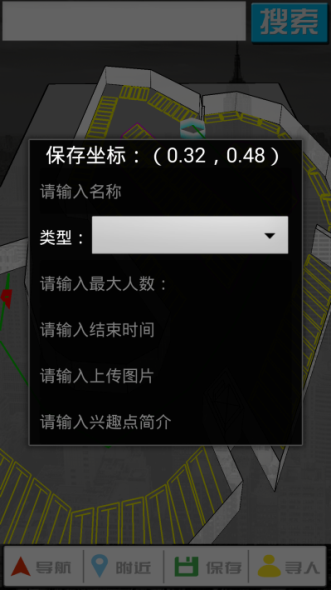 搜索
保存坐标：（0.32，0.48）
请输入名称
类型：
请输入最大人数：
请输入结束时间
请输入上传图片
请输入兴趣点简介
导航 附近 保存 寻人